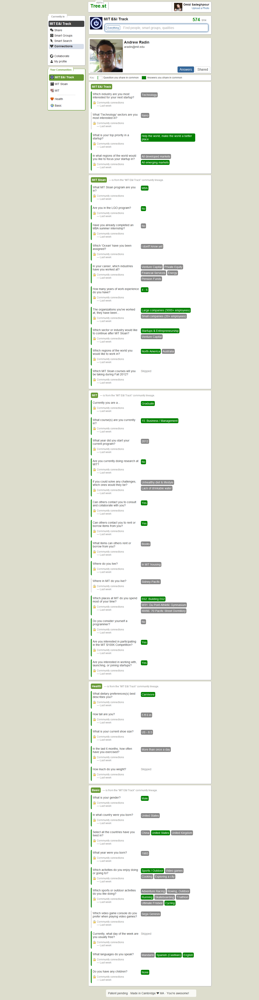 alpha
Tree.st
Omid Sadeghpour
Upload a Photo
Currently in
MIT E&I Track
Share
Smart Groups
Smart Search
Connections
Collaborate
My profile
Your Communities
MIT E&I Track
MIT Sloan
MIT
Health
Basic
MIT E&I Track
574 / 914
Everything
Find people, smart groups, qualities
Andrew Radin
aradin@mit.edu
Answers
Shared
Key
Question you share in common
Answers you share in common
MIT E&I Track
Which industry are you most
interested for your next startup?
Technology
Community connections
— Last week
What 'Technology' sectors are you
most interested in?
Nano
Community connections
— Last week
What is your top priority in a
startup?
Help the world, make the world a better
place
Community connections
— Last week
In what regions of the world would
you like to focus your startup in?
All developed markets
All emerging markets
Community connections
— Last week
MIT Sloan — is from the "MIT E&I Track" community lineage.
What MIT Sloan program are you
in?
MBA
Community connections
— Last week
Are you in the LGO program?
No
Community connections
— Last week
Have you already completed an
MBA summer internship?
No
Community connections
— Last week
Which 'Ocean' have you been
assigned?
I dont't know yet
Community connections
— Last week
In your career, which industries
have you worked at?
Venture Capital Private Equity
Financial Services Energy
Pension Funds
Community connections
— Last week
How many years of work experience
do you have?
4 - 6
Community connections
— Last week
The organizations you've worked
at, they have been...
Large companies (3000+ employees)
Small companies (20+ employees)
Community connections
— Last week
Which sector or industry would like
to continue after MIT Sloan?
Startups & Entrepreneurship
Venture Capital
Community connections
— Last week
Which regions of the world you
would like to work in?
North America Australia
Community connections
— Last week
Which MIT Sloan courses will you
be taking during Fall 2012?
Skipped
Community connections
— Last week
MIT — is from the "MIT E&I Track" community lineage.
Currently you are a...
Graduate
Community connections
— Last week
What course(s) are you currently
in?
15: Business / Management
Community connections
— Last week
What year did you start your
current program?
2012
Community connections
— Last week
Are you currently doing research at
MIT?
No
Community connections
— Last week
If you could solve any challenges,
which ones would they be?
Unhealthy diet & lifestyle
Lack of drinkable water
Community connections
— Last week
Can others contact you to consult
and collaborate with you?
Yes
Community connections
— Last week
Can others contact you to rent or
borrow items from you?
Yes
Community connections
— Last week
What items can others rent or
borrow from you?
Books
Community connections
— Last week
Where do you live?
In MIT housing
Community connections
— Last week
Where in MIT do you live?
Sidney-Pacific
Community connections
— Last week
Which places at MIT do you spend
most of your time?
E62: Building E62
W31: Du Pont Athletic Gymnasium
NW86: 70 Pacific Street Dormitory
Community connections
— Last week
Do you consider yourself a
programmer?
No
Community connections
— Last week
Are you interested in participating
in the MIT $100K Competition?
Yes
Community connections
— Last week
Are you interested in working with,
launching, or joining startups?
Yes
Community connections
— Last week
Health — is from the "MIT E&I Track" community lineage.
What dietary preferences(s) best
describes you?
Carnivore
Community connections
— Last week
How tall are you?
5 ft 6 in
Community connections
— Last week
What is your current shoe size?
US - 8.5
Community connections
— Last week
In the last 6 months, how often
have you exercised?
More than once a day
Community connections
— Last week
How much do you weight?
Skipped
Community connections
— Last week
Basic — is from the "MIT E&I Track" community lineage.
What is your gender?
Male
Community connections
— Last week
In what country were you born?
United States
Community connections
— Last week
Select all the countries have you
lived in?
China United States United Kingdom
Community connections
— Last week
What year were you born?
1985
Community connections
— Last week
Which activities do you enjoy doing
or going to?
Sports / Outdoor Video games
Cooking Exploring a city
Community connections
— Last week
Which sports or outdoor activities
do you like doing?
Adventure Racing Rowing, Outdoor
Running Skateboarding Triathlon
Ultimate Frisbee Cycling
Community connections
— Last week
Which video game console do you
prefer when playing video games?
Sega Genesis
Community connections
— Last week
Currently, what day of the week are
you usually free?
Skipped
Community connections
— Last week
What languages do you speak?
Mandarin Spanish (Castilian) English
Community connections
— Last week
Do you have any children?
None
Community connections
— Last week
Patent pending · Made in Cambridge ♥ MA · You're awesome!